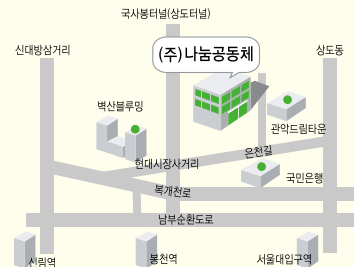 국사봉터널(상도터널)
신대방삼거리
(주)나눔공동체
상도동
벽산블루밍
관악드림타운
은천길
현대시장사거리
국민은행
복개천로
남부순환도로
신림역
봉천역
서울대입구역